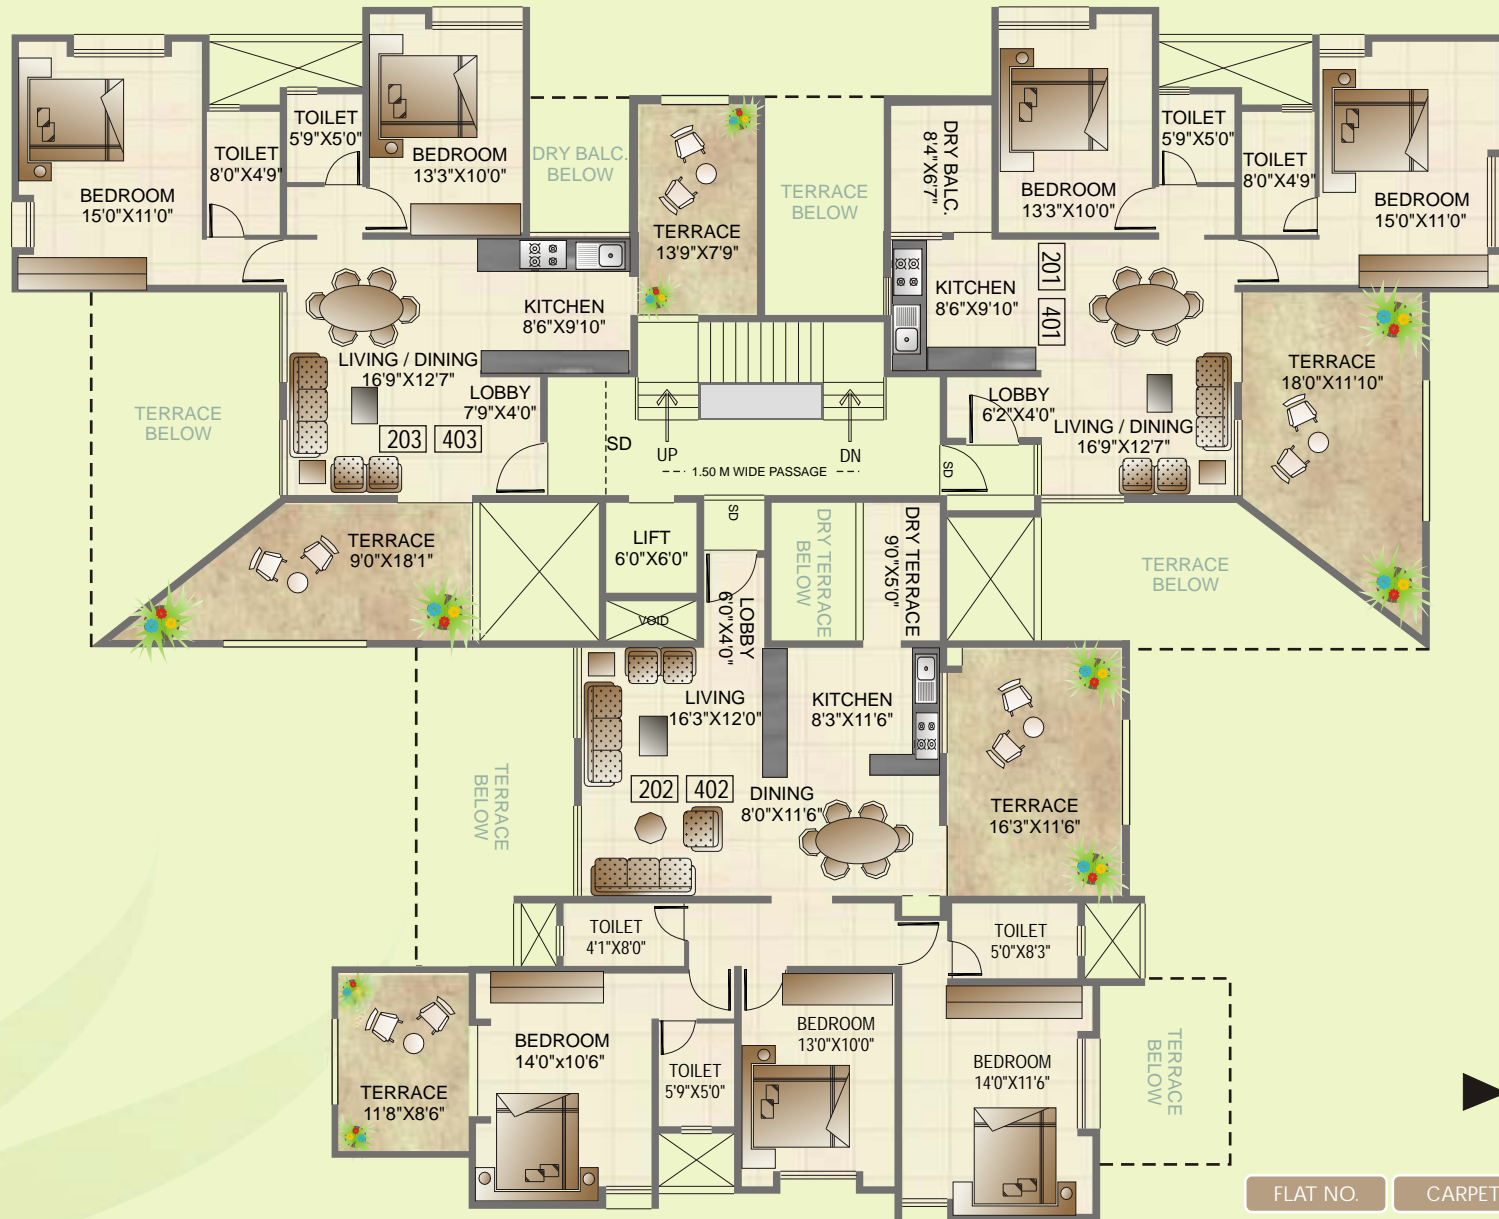 BEDROOM
15'0"X11'0"
TOILET
8'0"X4'9"
TOILET
5'9"X5'0"
BEDROOM
13'3"X10'0"
DRY BALC.
BELOW
TERRACE
13'9"X7'9"
TERRACE
BELOW
DRY BALC.
8'4"X6'7"
BEDROOM
13'3"X10'0"
TOILET
5'9"X5'0"
TOILET
8'0"X4'9"
BEDROOM
15'0"X11'0"
KITCHEN
8'6"X9'10"
LIVING / DINING
16'9"X12'7"
LOBBY
7'9"X4'0"
203
403
TERRACE
BELOW
KITCHEN
8'6"X9'10"
201
401
LOBBY
6'2"X4'0"
LIVING / DINING
16'9"X12'7"
TERRACE
18'0"X11'10"
SD
UP
DN
1.50 M WIDE PASSAGE
SD
TERRACE
9'0"X18'1"
LIFT
6'0"X6'0"
VOID
SD
LOBBY
6'0"X4'0"
DRY TERRACE
BELOW
DRY TERRACE
9'0"X5'0"
TERRACE
BELOW
LIVING
16'3"X12'0"
KITCHEN
8'3"X11'6"
202
402
DINING
8'0"X11'6"
TERRACE
16'3"X11'6"
TERRACE
BELOW
TOILET
4'1"X8'0"
TOILET
5'0"X8'3"
TERRACE
11'8"X8'6"
BEDROOM
14'0"x10'6"
TOILET
5'9"X5'0"
BEDROOM
13'0"X10'0"
BEDROOM
14'0"X11'6"
TERRACE
BELOW
FLAT NO.
CARPET